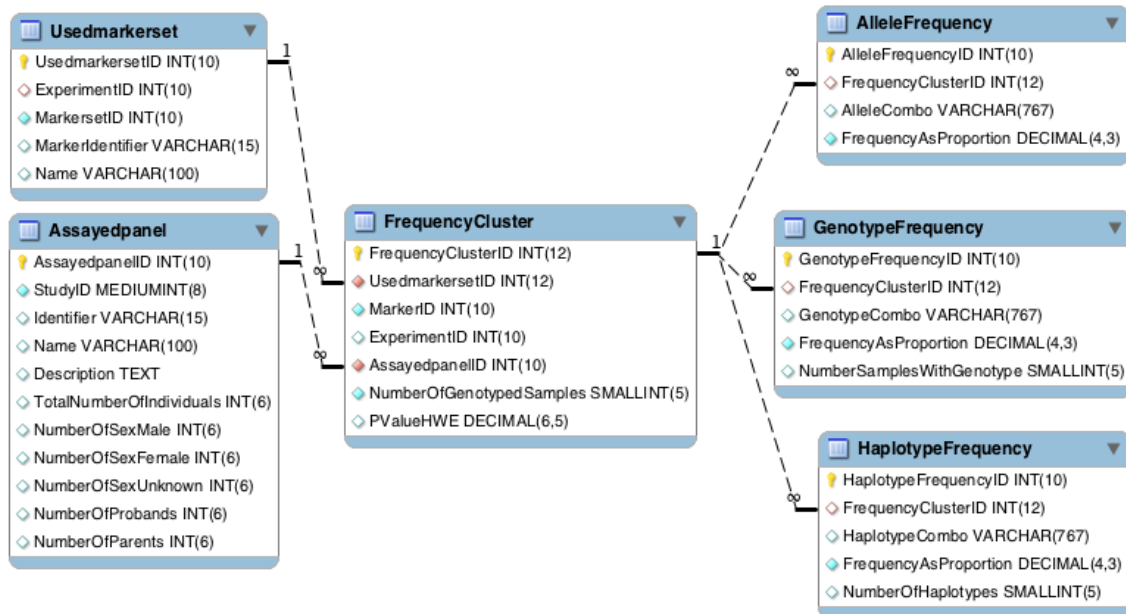 Usedmarkerset
UsedmarkersetID INT(10)
ExperimentID INT(10)
MarkersetID INT(10)
MarkerIdentifier VARCHAR(15)
Name VARCHAR(100)
1
∞
Assayedpanel
AssayedpanelID INT(10)
StudyID MEDIUMINT(8)
Identifier VARCHAR(15)
Name VARCHAR(100)
Description TEXT
TotalNumberOfIndividuals INT(6)
NumberOfSexMale INT(6)
NumberOfSexFemale INT(6)
NumberOfSexUnknown INT(6)
NumberOfProbands INT(6)
NumberOfParents INT(6)
1
∞
FrequencyCluster
FrequencyClusterID INT(12)
UsedmarkersetID INT(12)
MarkerID INT(10)
ExperimentID INT(10)
AssayedpanelID INT(10)
NumberOfGenotypedSamples SMALLINT(5)
PValueHWE DECIMAL(6,5)
1
∞
AlleleFrequency
AlleleFrequencyID INT(10)
FrequencyClusterID INT(12)
AlleleCombo VARCHAR(767)
FrequencyAsProportion DECIMAL(4,3)
∞
GenotypeFrequency
GenotypeFrequencyID INT(10)
FrequencyClusterID INT(12)
GenotypeCombo VARCHAR(767)
FrequencyAsProportion DECIMAL(4,3)
NumberSamplesWithGenotype SMALLINT(5)
∞
HaplotypeFrequency
HaplotypeFrequencyID INT(10)
FrequencyClusterID INT(12)
HaplotypeCombo VARCHAR(767)
FrequencyAsProportion DECIMAL(4,3)
NumberOfHaplotypes SMALLINT(5)